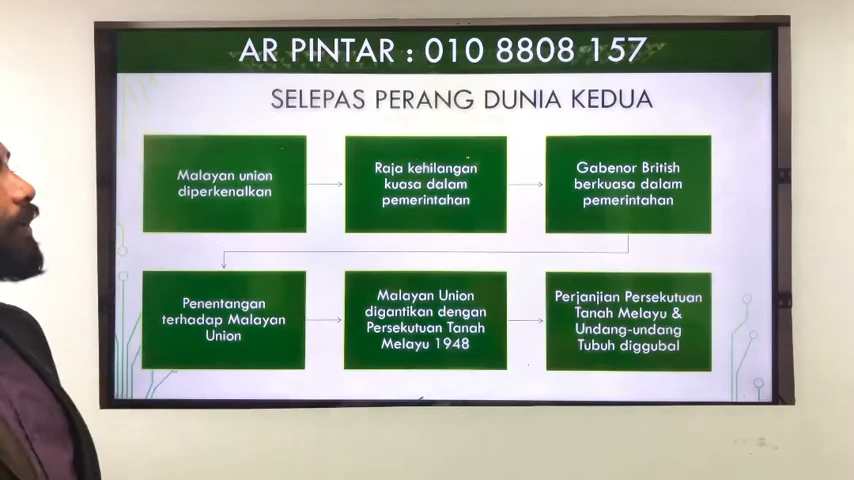 AR PINTAR : 010 8808 157
SELEPAS PERANG DUNIA KEDUA
Malayan union
diperkenalkan
Raja kehilangan
kuasa dalam
pemerintahan
Gabenor British
berkuasa dalam
pemerintahan
Penentangan
terhadap Malayan
Union
Malayan Union
digantikan dengan
Persekutuan Tanah
Melayu 1948
Perjanjian Persekutuan
Tanah Melayu &
Undang-undang
Tubuh diggubal